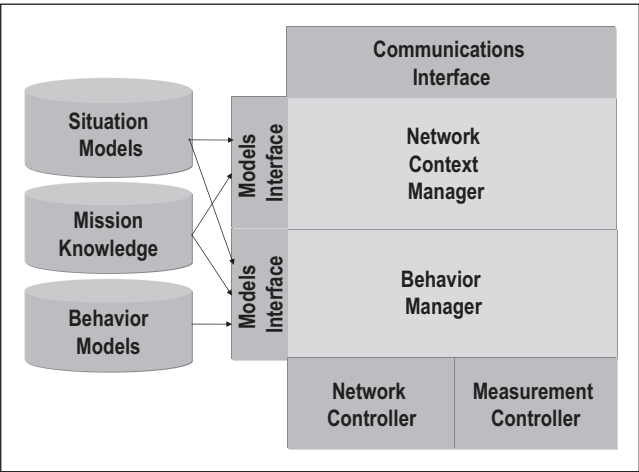 Communications
Interface
Situation
Models
Models
Interface
Network
Context
Manager
Mission
Knowledge
Behavior
Models
Models
Interface
Behavior
Manager
Network
Controller
Measurement
Controller